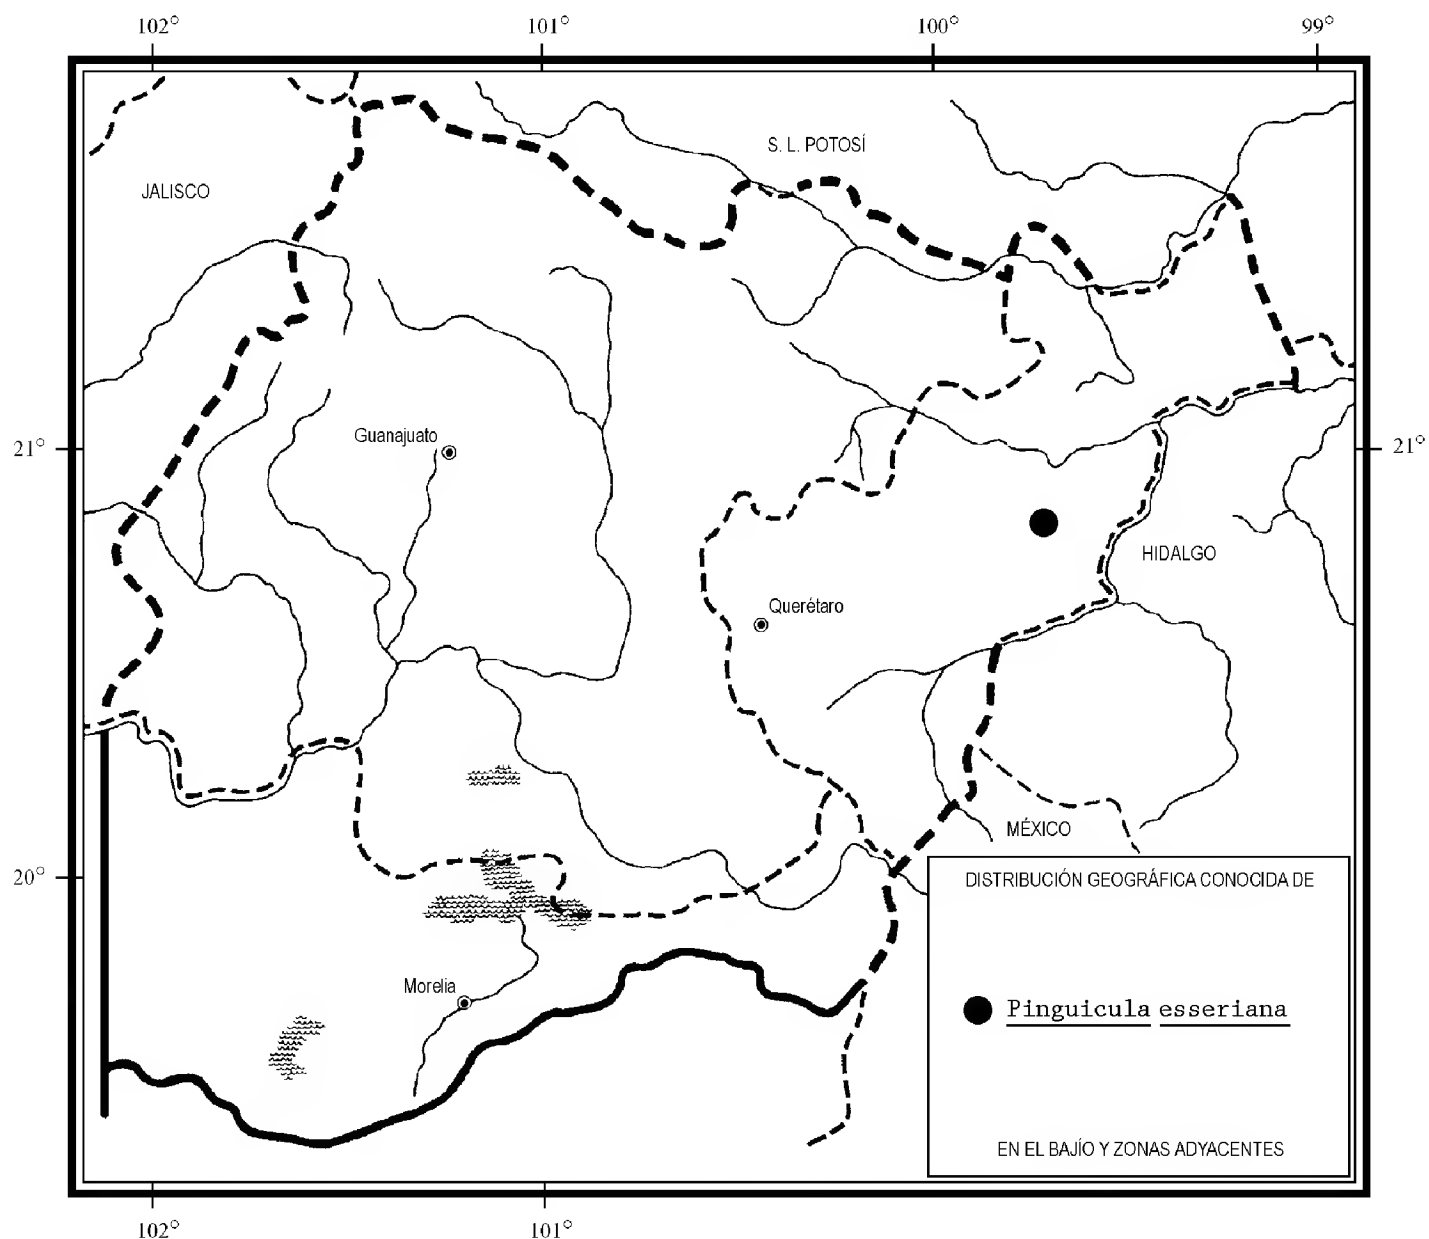 102° 101° 100° 99°
S. L. POTOSÍ
JALISCO
Guanajuato
21° 21°
HIDALGO
Querétaro
MÉXICO
20°
DISTRIBUCIÓN GEOGRÁFICA CONOCIDA DE
Morelia
Pinguicula esseriana
EN EL BAJÍO Y ZONAS ADYACENTES
102° 101°